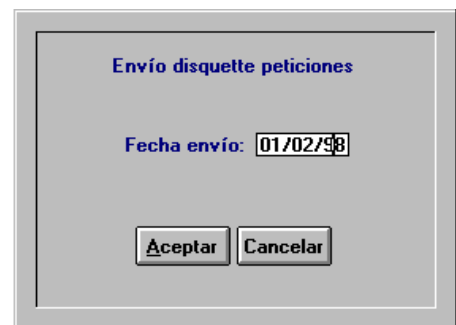 Envío disquette peticiones
Fecha envío: 01/02/98
Aceptar Cancelar